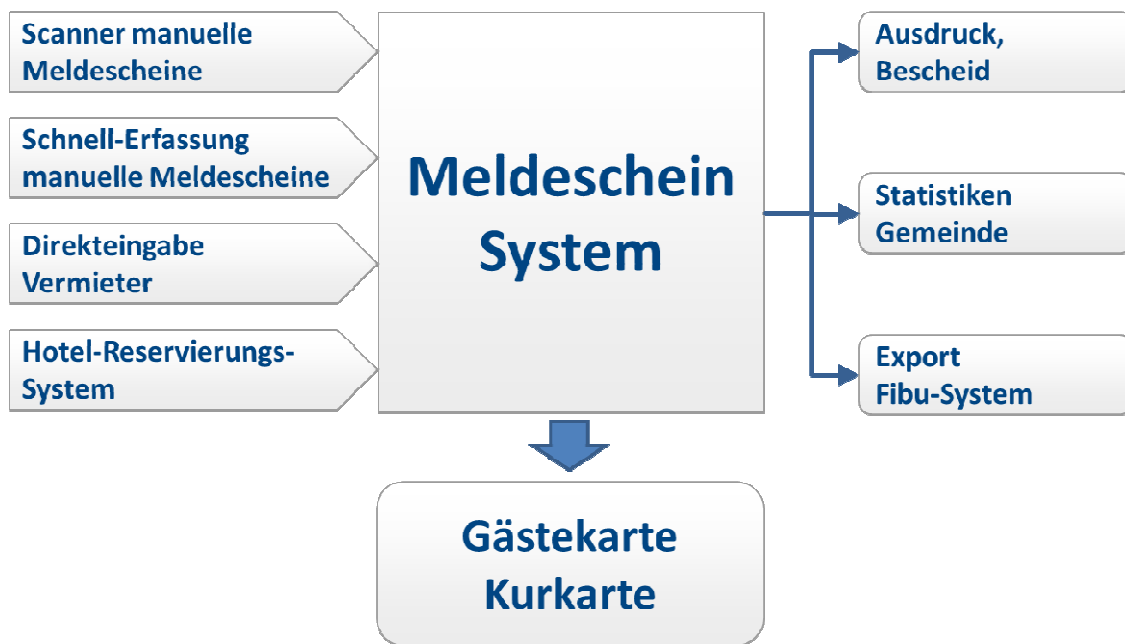 Scanner manuelle
Meldescheine
Schnell-Erfassung
manuelle Meldescheine
Direkteingabe
Vermieter
Hotel-Reservierungs-
System
Meldeschein
System
Ausdruck,
Bescheid
Statistiken
Gemeinde
Export
Fibu-System
Gästekarte
Kurkarte